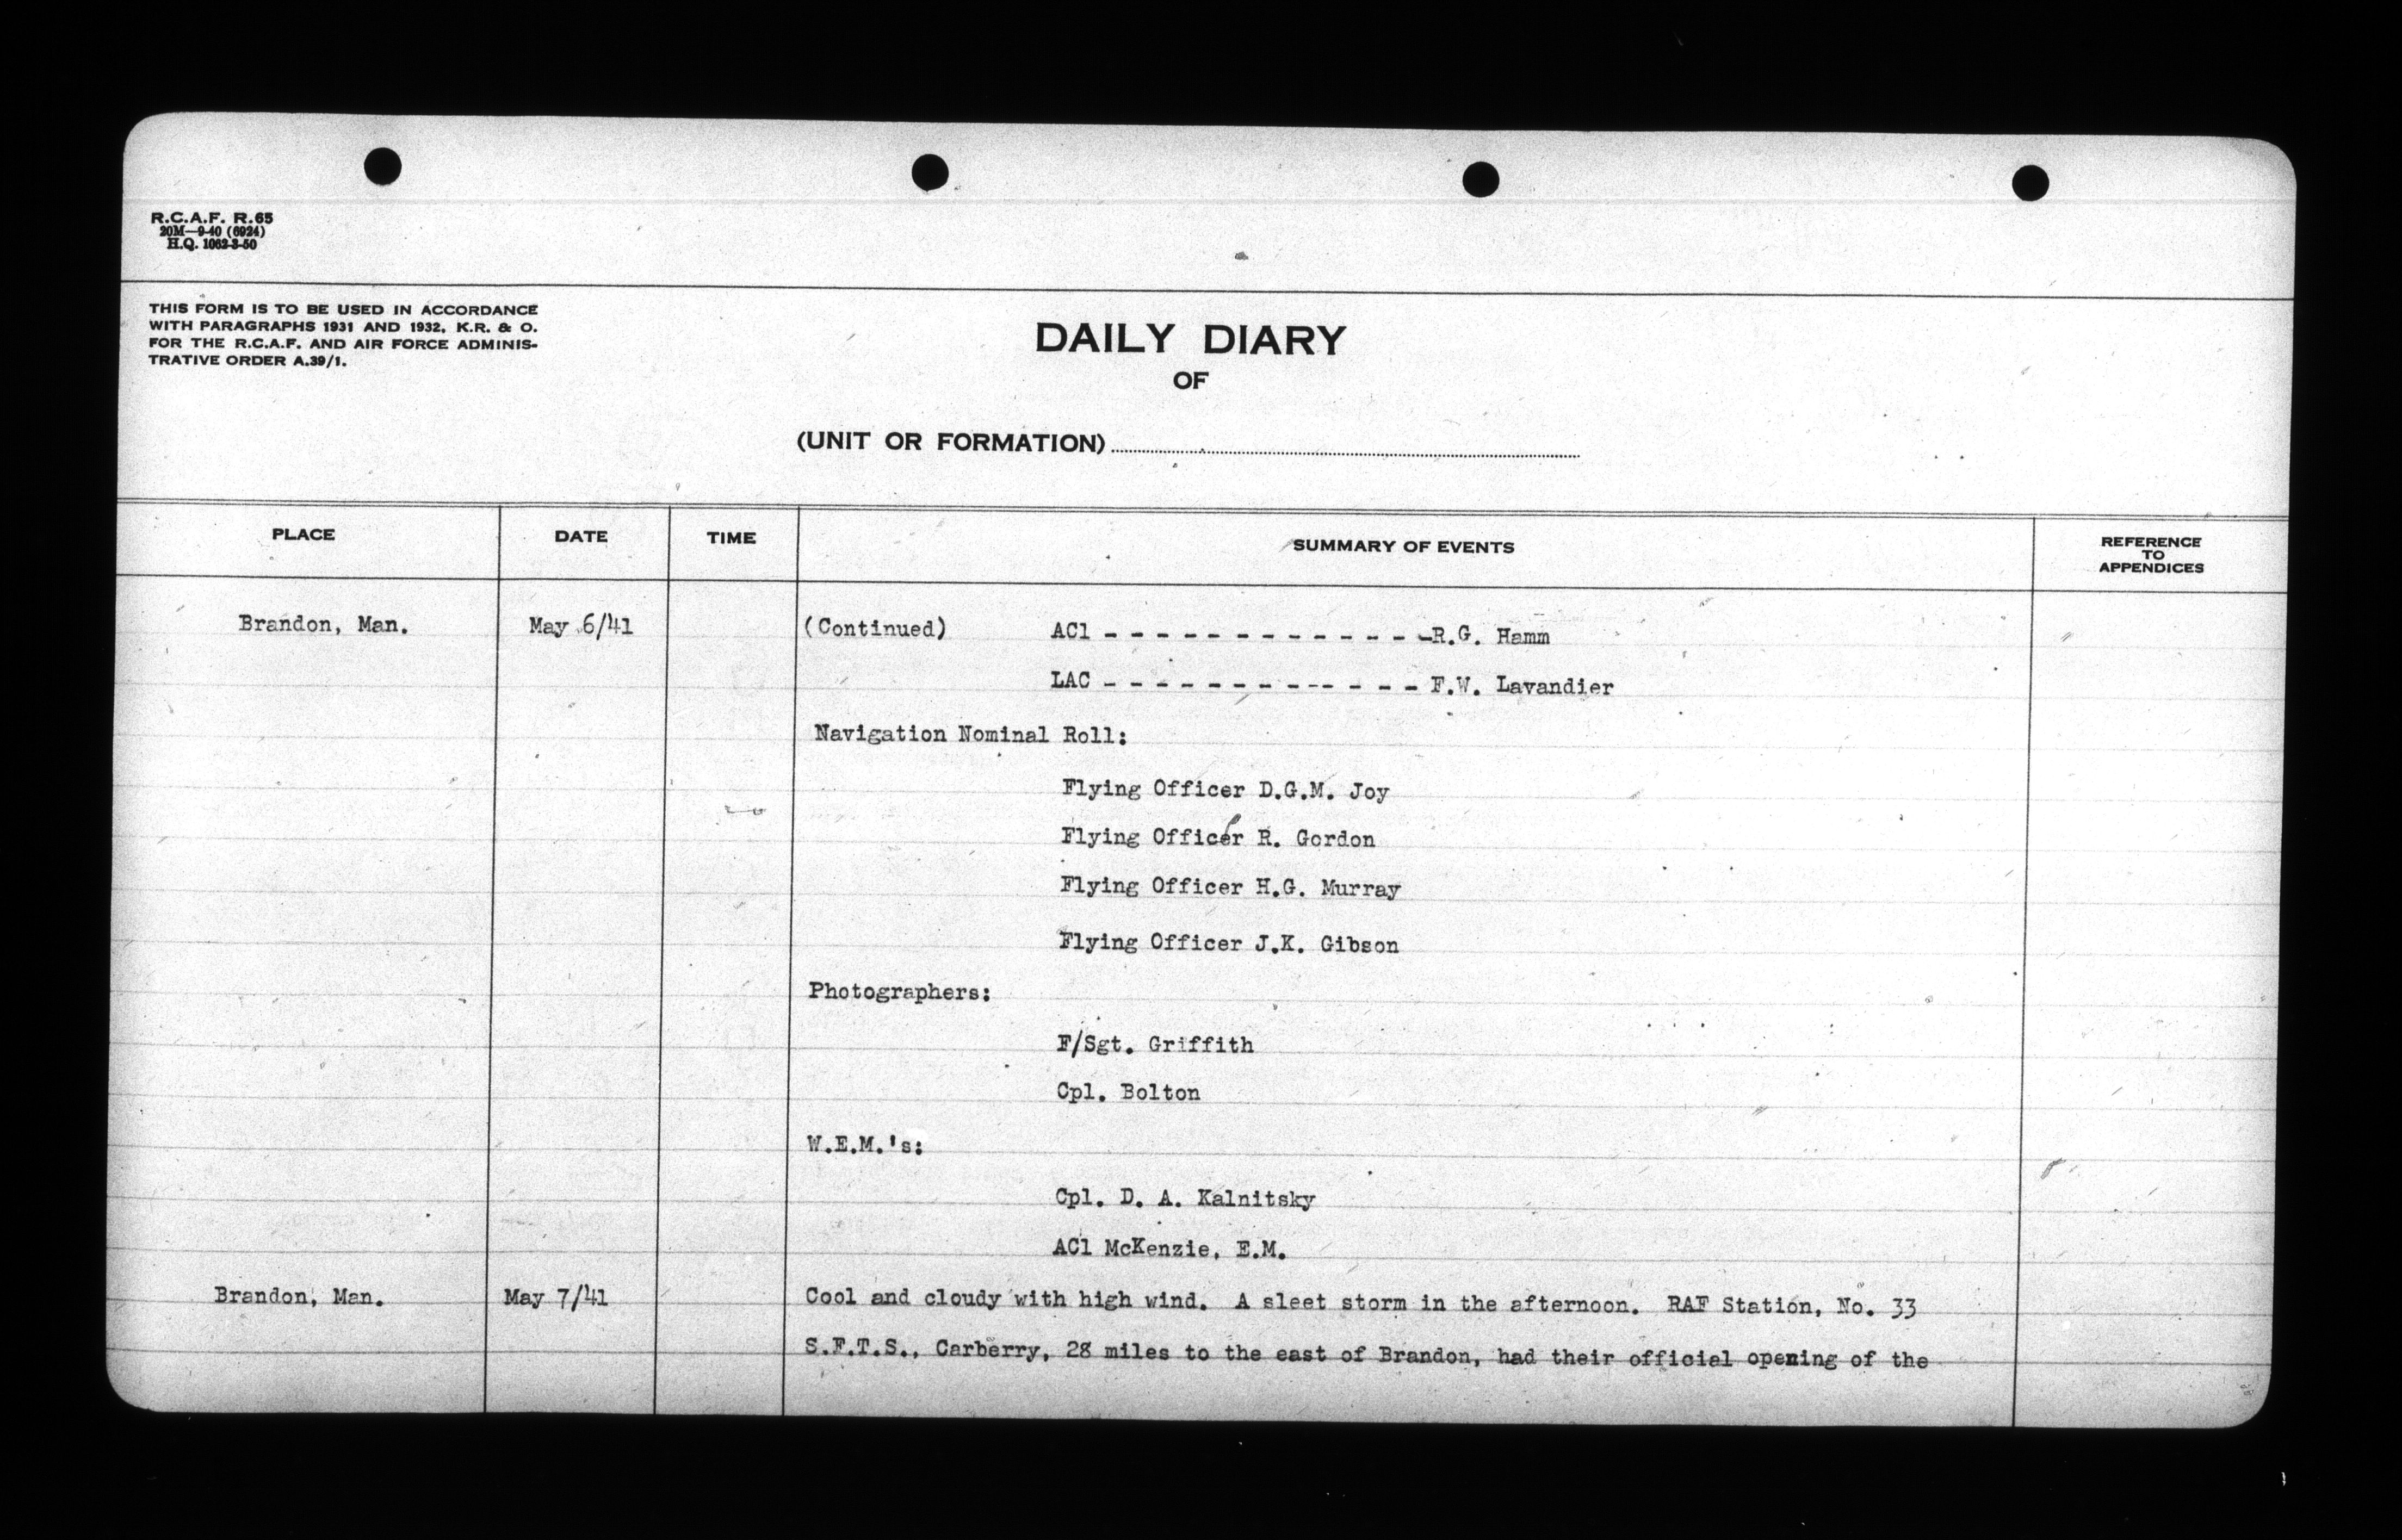 R.C.A.F. R.65
20M—9-40 (6924)
H.Q. 1062-3-50
THIS FORM IS TO BE USED IN ACCORDANCE
WITH PARAGRAPHS 1931 AND 1932, K.R. & O.
FOR THE R.C.A.F. AND AIR FORCE ADMINIS-
TRATIVE ORDER A.39/1.
DAILY DIARY
OF
(UNIT OR FORMATION)
PLACE DATE TIME SUMMARY OF EVENTS REFERENCE
TO
APPENDICES
Brandon, Man. May 6/41 (Continued) AC1 - - - - - - - - - - - - -R.G. Hamm
LAC - - - - - - - - -- - - - F.W. Lavandier
Navigation Nominal Roll:
Flying Officer D.G.M. Joy
Flying Officer R. Gordon
Flying Officer H.G. Murray
Flying Officer J.K. Gibson
Photographers:
F/Sgt. Griffith
Cpl. Bolton
W.E.M.'s:
Cpl. D. A. Kalnitsky
AC1 McKenzie, E.M.
Brandon, Man. May 7/41 Cool and cloudy with high wind. A sleet storm in the afternoon. RAF Station, No. 33
S.F.T.S., Carberry, 28 miles to the east of Brandon, had their official opening of the